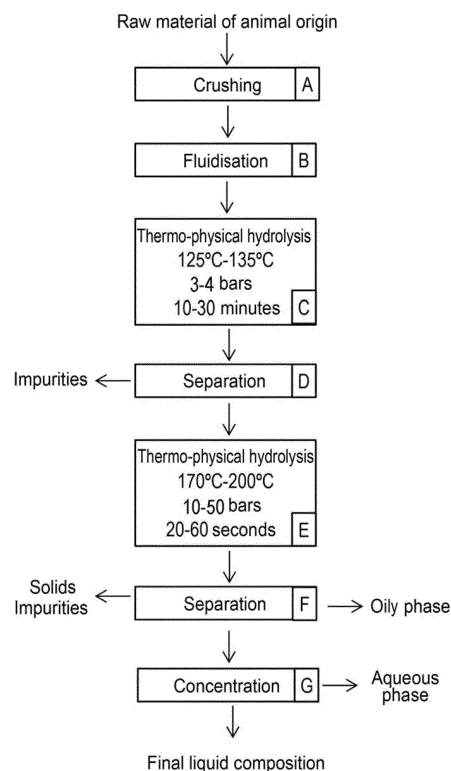 Raw material of animal origin
Crushing A
Fluidisation B
Thermo-physical hydrolysis
125ºC-135ºC
3-4 bars
10-30 minutes C
Impurities
Separation D
Thermo-physical hydrolysis
170ºC-200ºC
10-50 bars
20-60 seconds E
Solids
Impurities
Separation F
Oily phase
Concentration G
Aqueous
phase
Final liquid composition